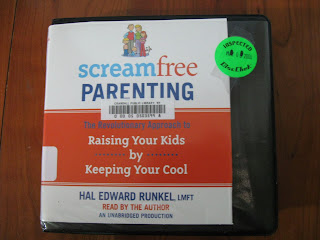 screamfree
PARENTING
The Revolutionary Approach to
Raising Your Kids
by
Keeping Your Cool
HAL EDWARD RUNKEL, LMFT
READ BY THE AUTHOR
AN UNABRIDGED PRODUCTION
INSPECTED